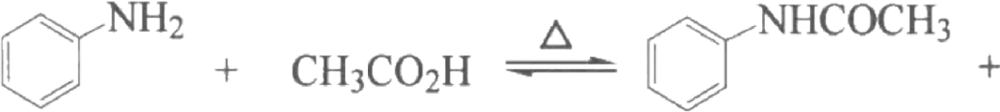 NH₂ + CH₃CO₂H ⇌ Δ NHCOCH₃ +